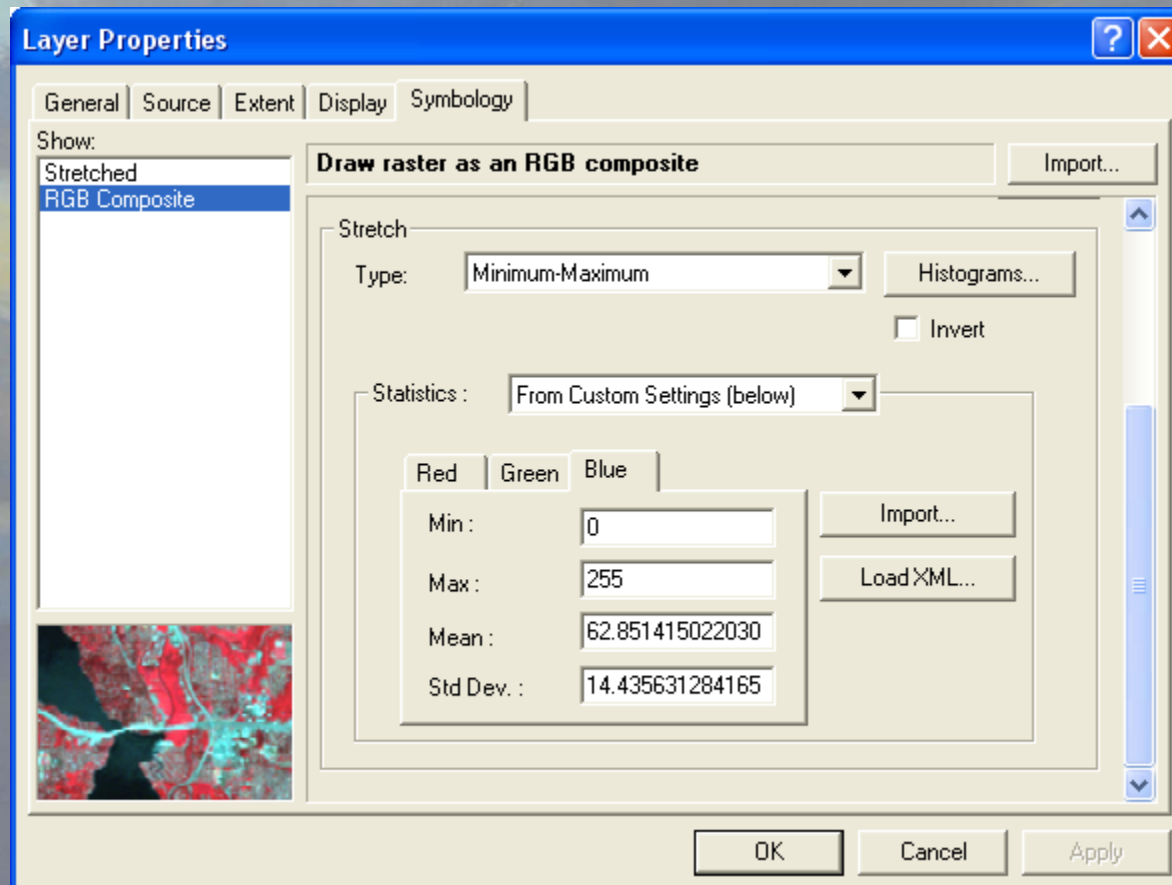 Layer Properties
General Source Extent Display Symbology
Show:
Stretched
RGB Composite
Draw raster as an RGB composite
Import...
Stretch
Type: Minimum-Maximum
Histograms...
Invert
Statistics : From Custom Settings (below)
Red Green Blue
Min : 0
Max : 255
Mean : 62.851415022030
Std Dev. : 14.435631284165
Import...
Load XML...
OK Cancel Apply